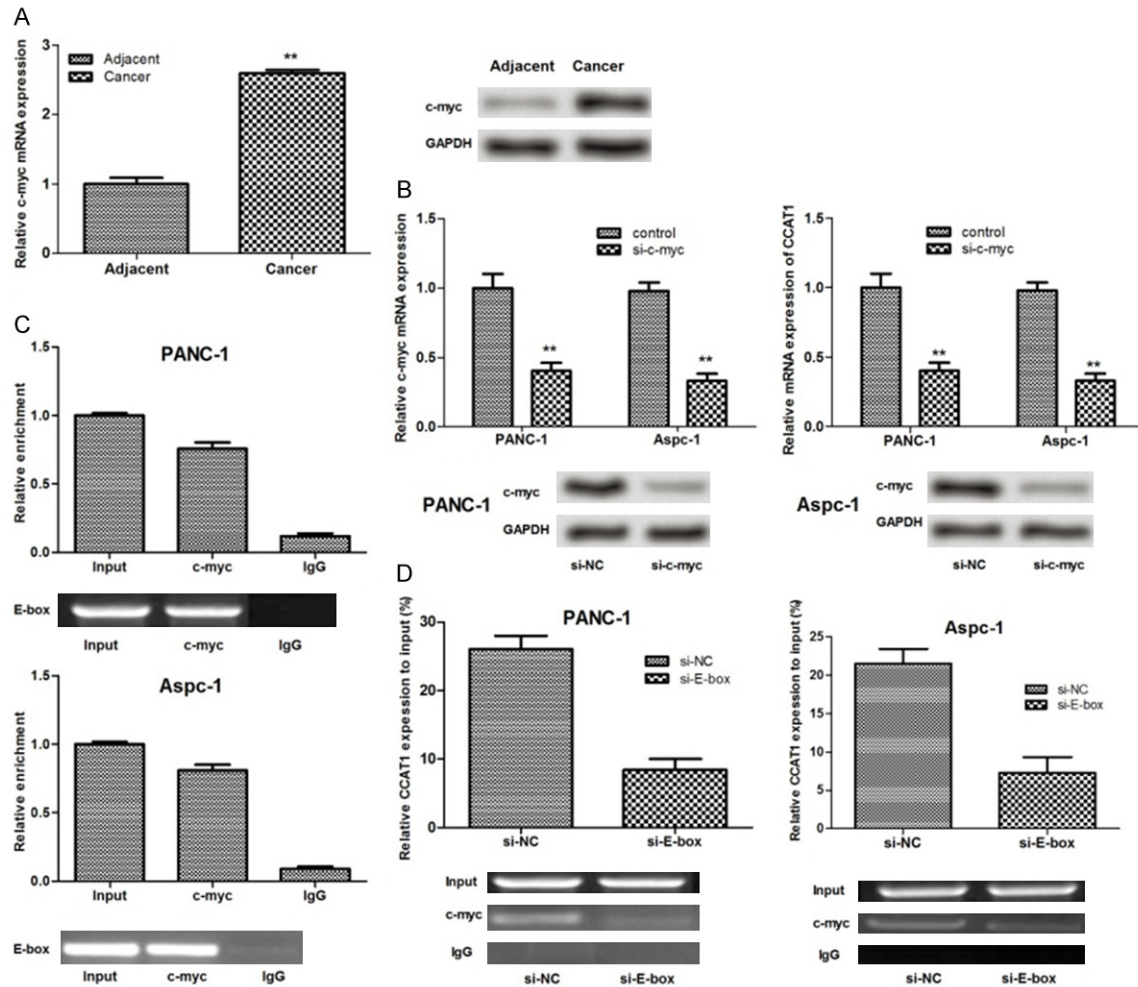 A
Relative c-myc mRNA expression
3
2
1
0
Adjacent
Cancer
**
Adjacent Cancer
Adjacent Cancer
c-myc
GAPDH
B
Relative c-myc mRNA expression
1.5
1.0
0.5
0.0
control
si-c-myc
**
**
PANC-1 Aspc-1
Relative mRNA expression of CCAT1
1.5
1.0
0.5
0.0
control
si-c-myc
**
**
PANC-1 Aspc-1
PANC-1
c-myc
GAPDH
si-NC si-c-myc
Aspc-1
c-myc
GAPDH
si-NC si-c-myc
C
PANC-1
Relative enrichment
1.5
1.0
0.5
0.0
Input c-myc IgG
E-box
Input c-myc IgG
Aspc-1
Relative enrichment
1.5
1.0
0.5
0.0
Input c-myc IgG
E-box
Input c-myc IgG
D
PANC-1
Relative CCAT1 expession to input (%)
30
20
10
0
si-NC
si-E-box
si-NC si-E-box
Input
c-myc
IgG
si-NC si-E-box
Aspc-1
Relative CCAT1 expession to input (%)
25
20
15
10
5
0
si-NC
si-E-box
si-NC si-E-box
Input
c-myc
IgG
si-NC si-E-box